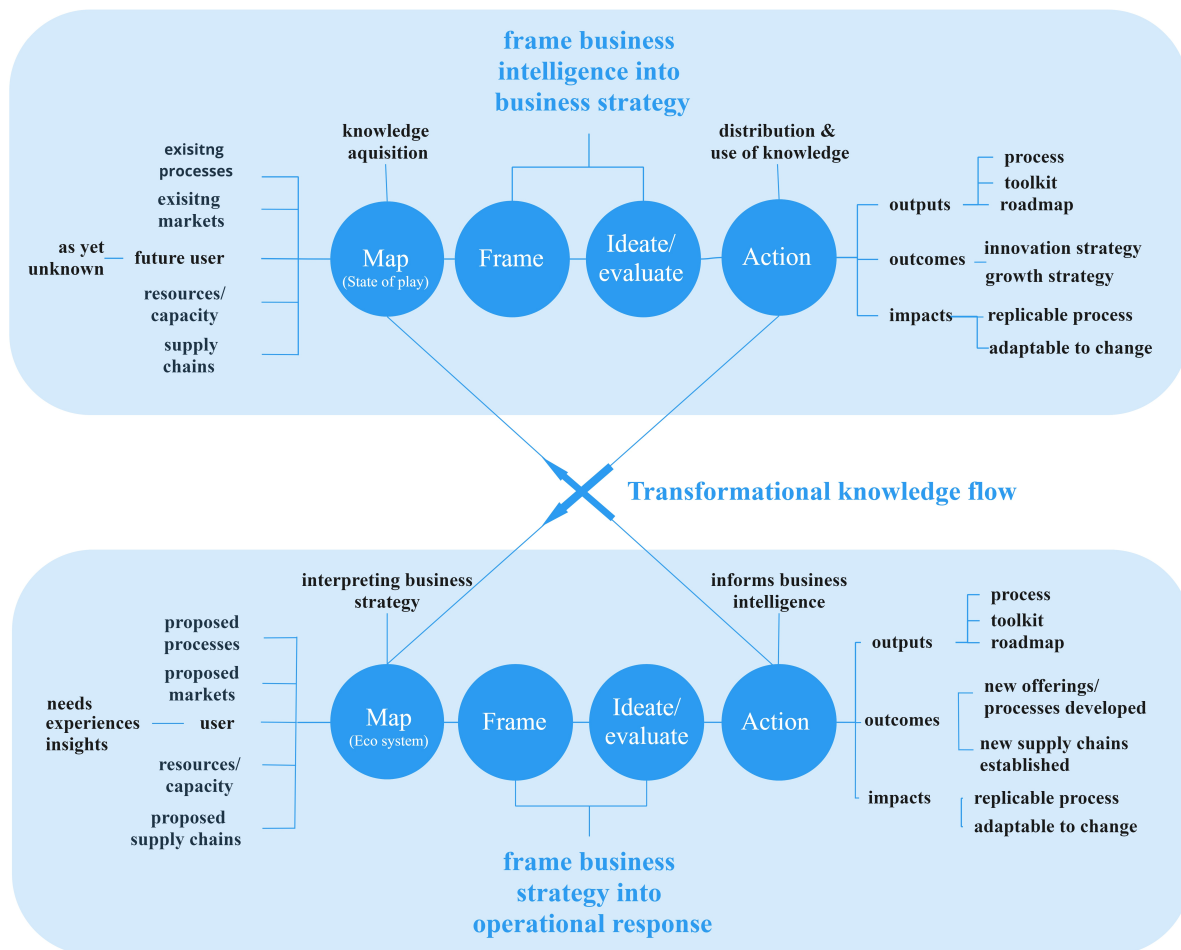 frame business
intelligence into
business strategy
knowledge
aquisition
distribution &
use of knowledge
exisitng
processes
exisitng
markets
as yet
unknown
future user
resources/
capacity
supply
chains
Map
(State of play)
Frame
Ideate/
evaluate
Action
outputs
process
toolkit
roadmap
outcomes
innovation strategy
growth strategy
impacts
replicable process
adaptable to change
Transformational knowledge flow
interpreting business
strategy
informs business
intelligence
proposed
processes
proposed
markets
needs
experiences
insights
user
resources/
capacity
proposed
supply chains
Map
(Eco system)
Frame
Ideate/
evaluate
Action
outputs
process
toolkit
roadmap
outcomes
new offerings/
processes developed
new supply chains
established
impacts
replicable process
adaptable to change
frame business
strategy into
operational response